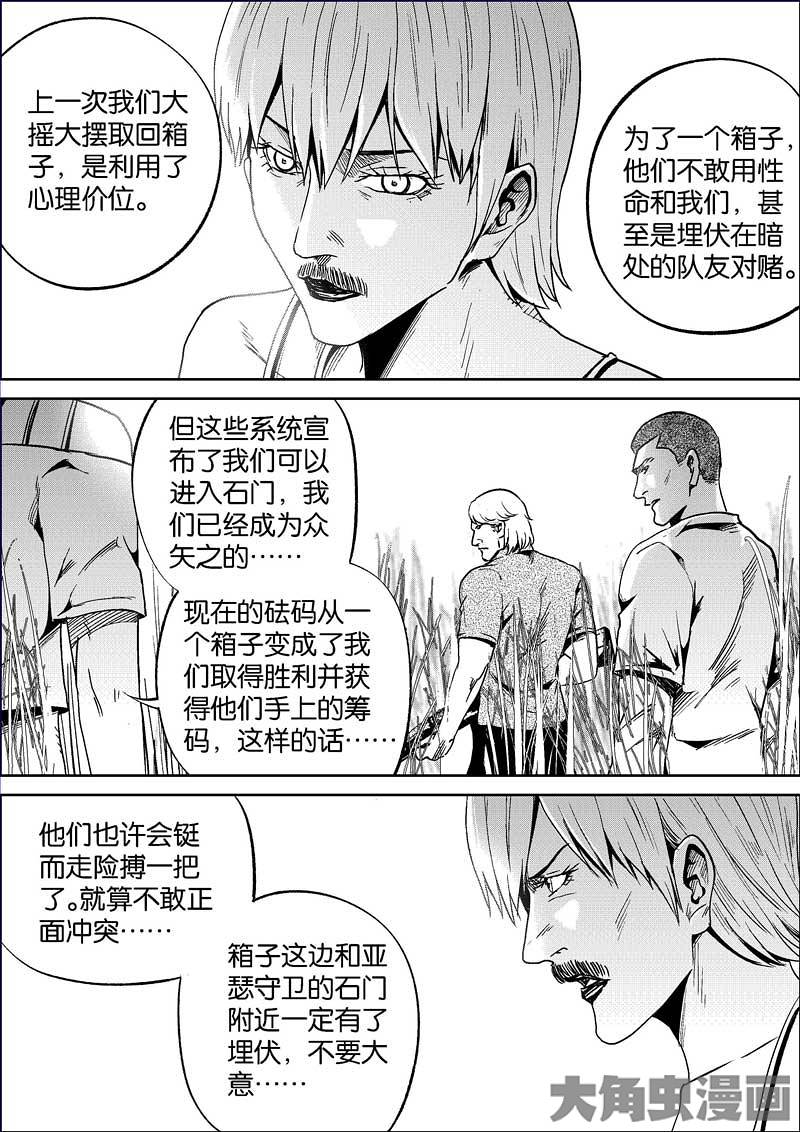 上一次我们大
摇大摆取回箱
子，是利用了
心理价位。
为了一个箱子，
他们不敢用性
命和我们，甚
至是埋伏在暗
处的队友对赌。
但这些系统宣
布了我们可以
进入石门，我
们已经成为众
矢之的……
现在的砝码从一
个箱子变成了我
们取得胜利并获
得他们手上的筹
码，这样的话……
他们也许会铤
而走险搏一把
了。就算不敢正
面冲突……
箱子这边和亚
瑟守卫的石门
附近一定有了
埋伏，不要大
意……
大角虫漫画